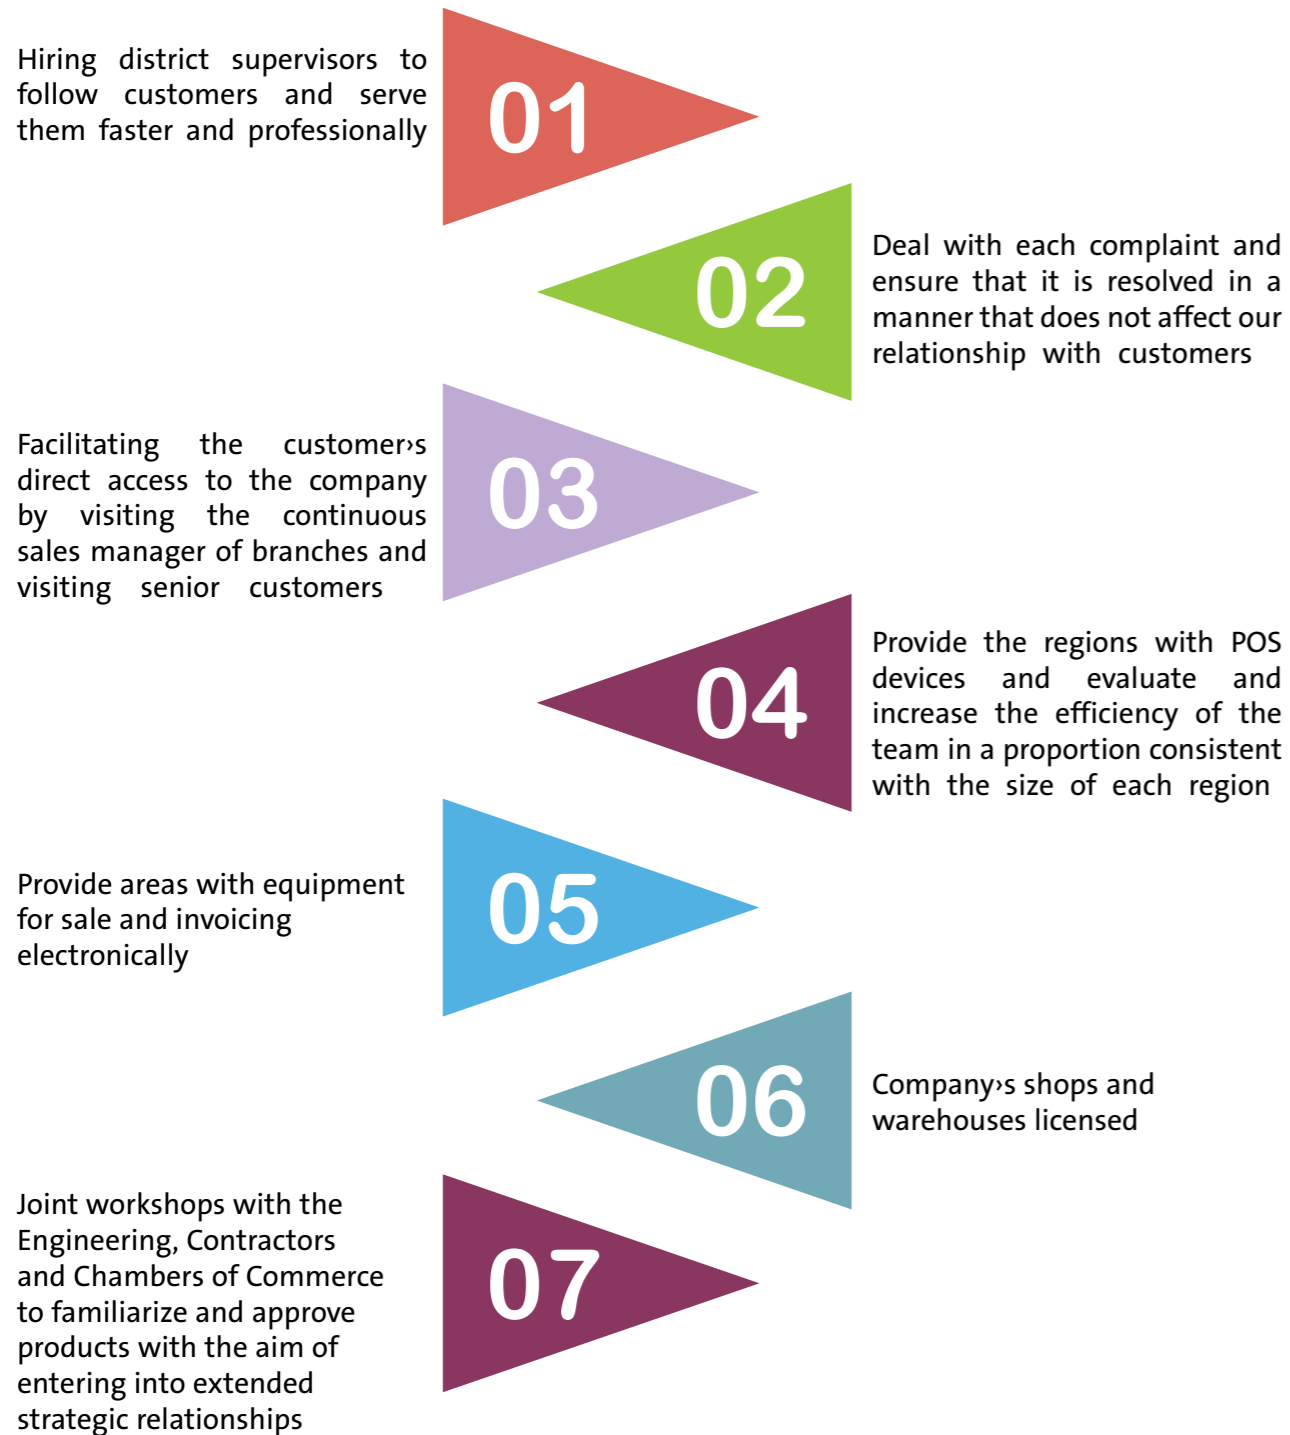 Hiring district supervisors to
follow customers and serve
them faster and professionally
01
02
Deal with each complaint and
ensure that it is resolved in a
manner that does not affect our
relationship with customers
Facilitating the customer›s
direct access to the company
by visiting the continuous
sales manager of branches and
visiting senior customers
03
04
Provide the regions with POS
devices and evaluate and
increase the efficiency of the
team in a proportion consistent
with the size of each region
Provide areas with equipment
for sale and invoicing
electronically
05
06
Company›s shops and
warehouses licensed
Joint workshops with the
Engineering, Contractors
and Chambers of Commerce
to familiarize and approve
products with the aim of
entering into extended
strategic relationships
07